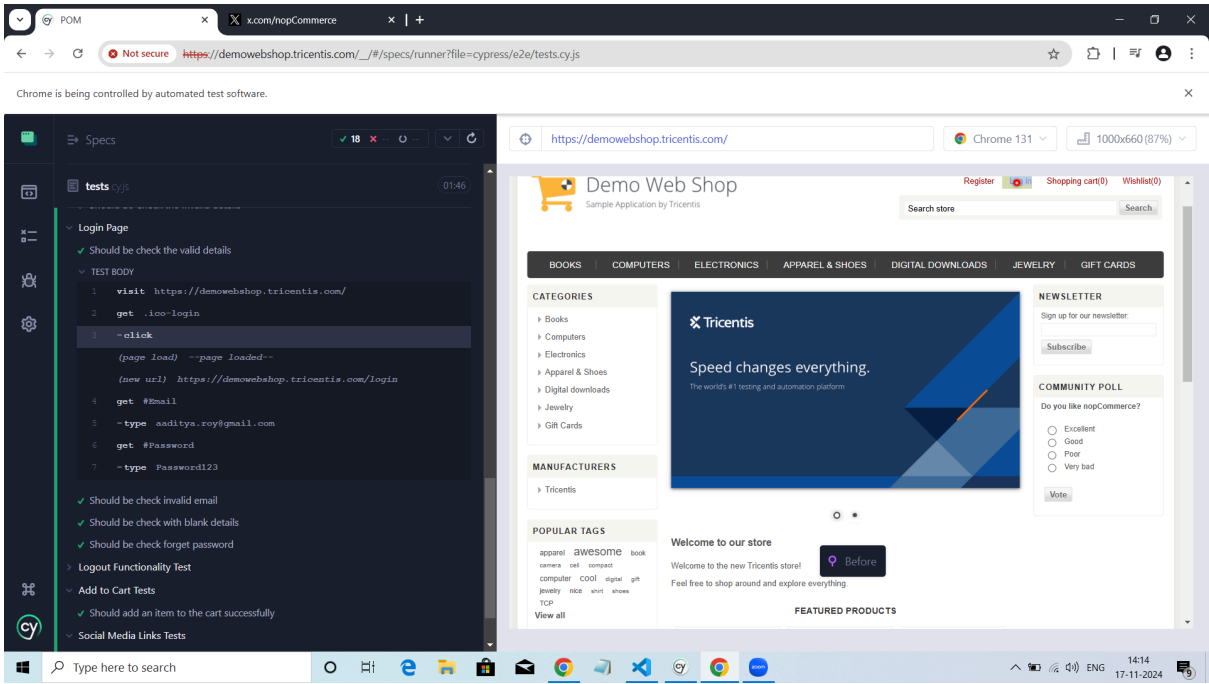 POM
x.com/nopCommerce
Not secure https://demowebshop.tricentis.com/__/#/specs/runner?file=cypress/e2e/tests.cy.js
Chrome is being controlled by automated test software.
Specs
18 -- --
https://demowebshop.tricentis.com/
Chrome 131
1000x660 (87%)
tests cy.js 01:46
Login Page
Should be check the valid details
TEST BODY
1 visit https://demowebshop.tricentis.com/
2 get .ico-login
3 -click
(page load) --page loaded--
(new url) https://demowebshop.tricentis.com/login
4 get #Email
5 -type aaditya.roy@gmail.com
6 get #Password
7 -type Password123
Should be check invalid email
Should be check with blank details
Should be check forget password
Logout Functionality Test
Add to Cart Tests
Should add an item to the cart successfully
Social Media Links Tests
cy
Demo Web Shop
Sample Application by Tricentis
Register Shopping cart(0) Wishlist(0)
Search store Search
BOOKS COMPUTERS ELECTRONICS APPAREL & SHOES DIGITAL DOWNLOADS JEWELRY GIFT CARDS
CATEGORIES
Books
Computers
Electronics
Apparel & Shoes
Digital downloads
Jewelry
Gift Cards
MANUFACTURERS
Tricentis
POPULAR TAGS
apparel awesome book
camera cell compact
computer cool digital gift
jewelry nice shirt shoes
TCP
View all
Tricentis
Speed changes everything.
The world's #1 testing and automation platform
Welcome to our store
Welcome to the new Tricentis store!
Feel free to shop around and explore everything.
Before
FEATURED PRODUCTS
NEWSLETTER
Sign up for our newsletter:
Subscribe
COMMUNITY POLL
Do you like nopCommerce?
Excellent
Good
Poor
Very bad
Vote
Type here to search
cy
zoom
ENG
14:14
17-11-2024
9